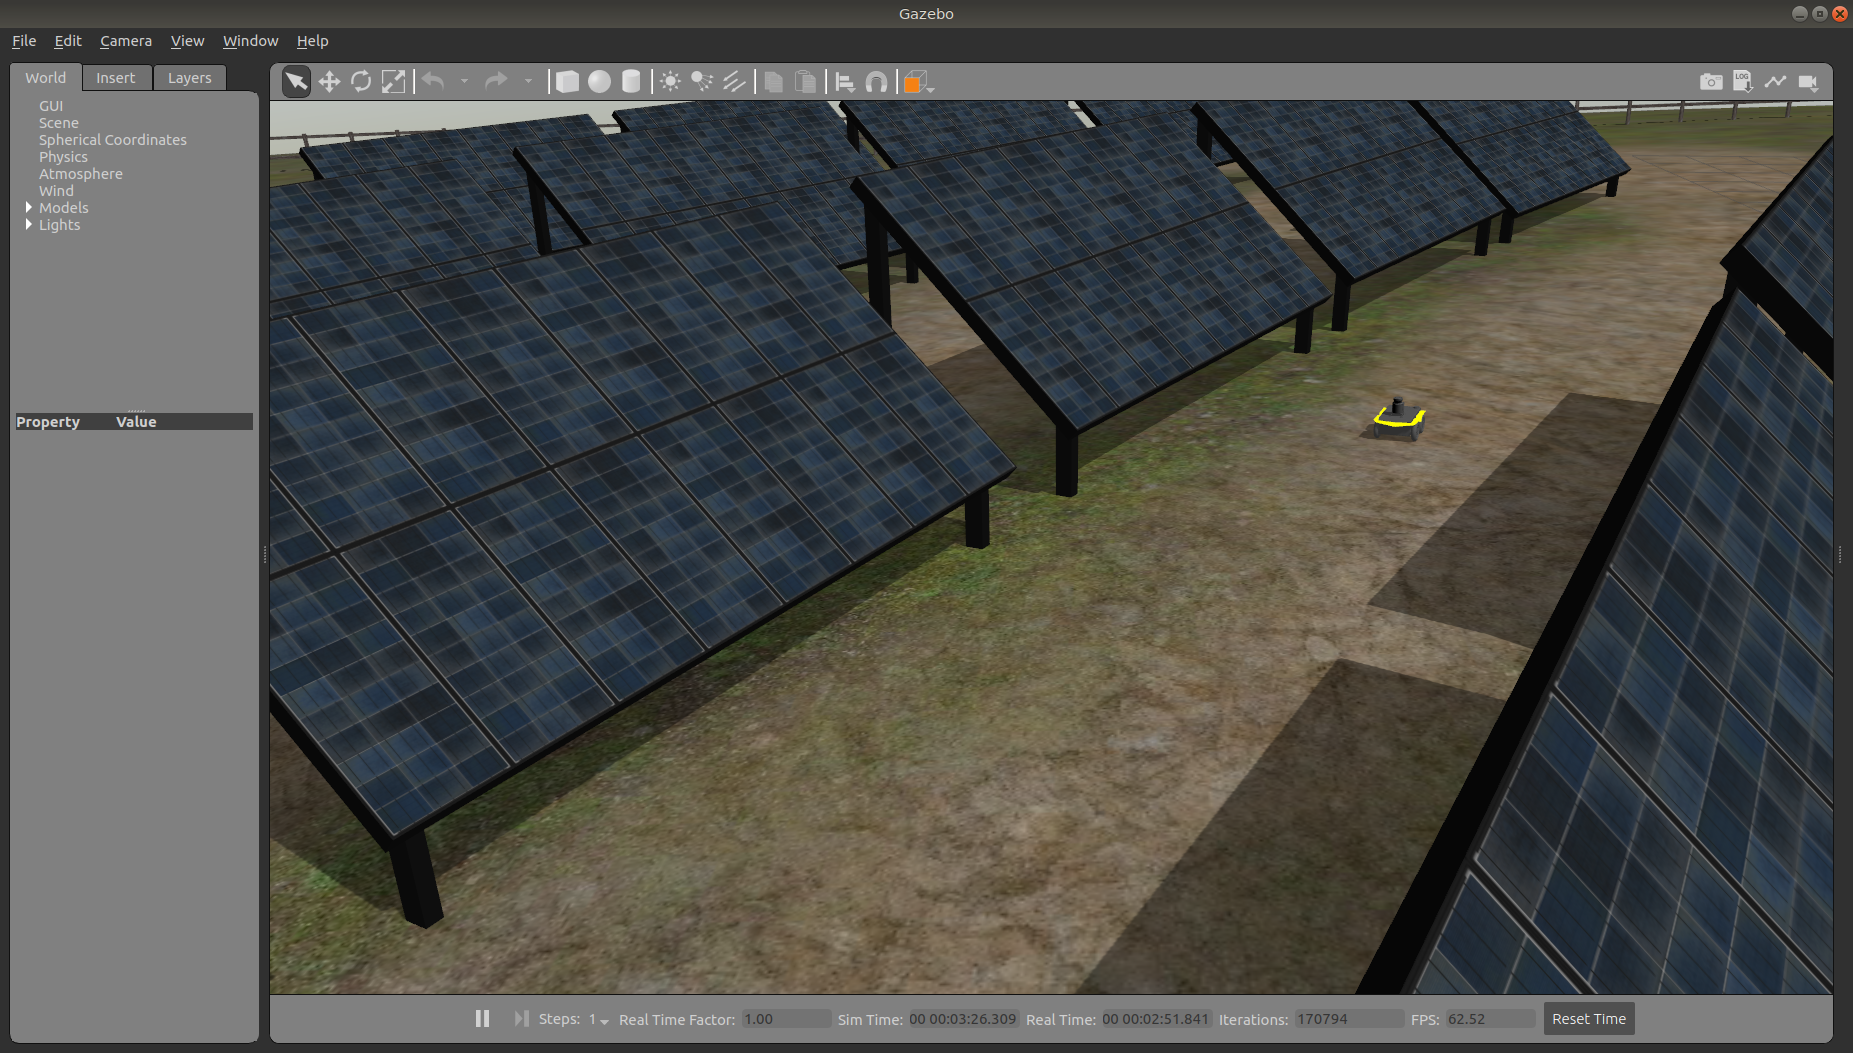 Gazebo
File Edit Camera View Window Help
World Insert Layers
GUI
Scene
Spherical Coordinates
Physics
Atmosphere
Wind
Models
Lights
Property Value
LOG
Steps: 1 Real Time Factor: 1.00 Sim Time: 00 00:03:26.309 Real Time: 00 00:02:51.841 Iterations: 170794 FPS: 62.52 Reset Time